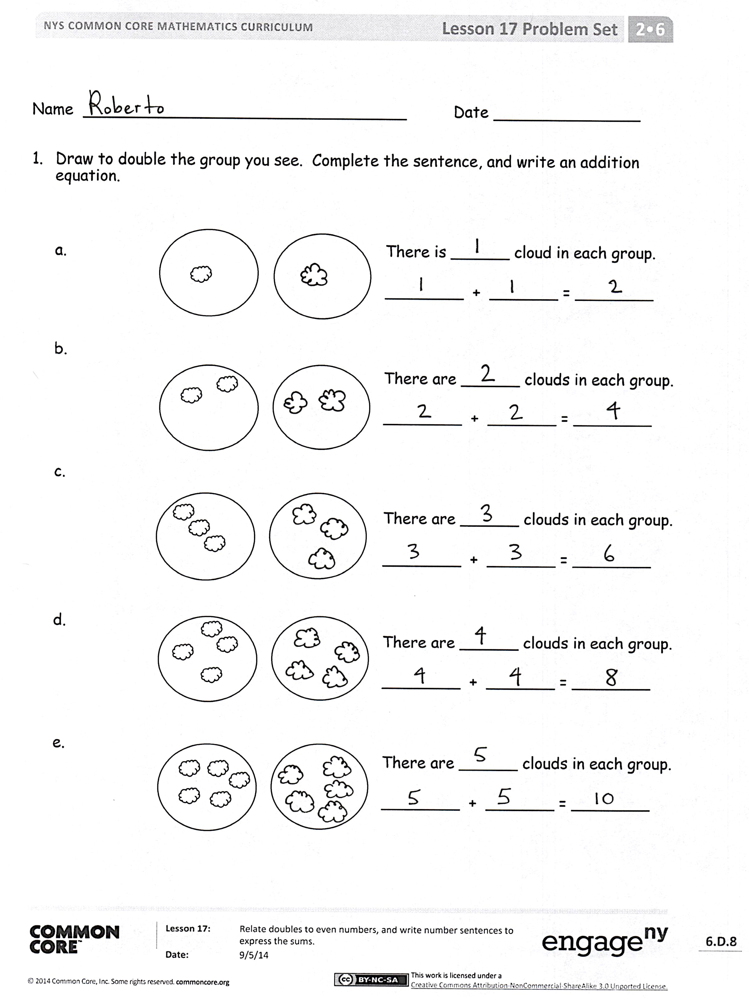 NYS COMMON CORE MATHEMATICS CURRICULUM Lesson 17 Problem Set 2•6
Name Roberto Date
1. Draw to double the group you see. Complete the sentence, and write an addition
equation.
a.
There is 1 cloud in each group.
1 + 1 = 2
b.
There are 2 clouds in each group.
2 + 2 = 4
c.
There are 3 clouds in each group.
3 + 3 = 6
d.
There are 4 clouds in each group.
4 + 4 = 8
e.
There are 5 clouds in each group.
5 + 5 = 10
COMMON
CORE™
Lesson 17: Relate doubles to even numbers, and write number sentences to
express the sums.
Date: 9/5/14
engageny
6.D.8
© 2014 Common Core, Inc. Some rights reserved. commoncore.org
cc BY-NC-SA
This work is licensed under a
Creative Commons Attribution-NonCommercial-ShareAlike 3.0 Unported License.